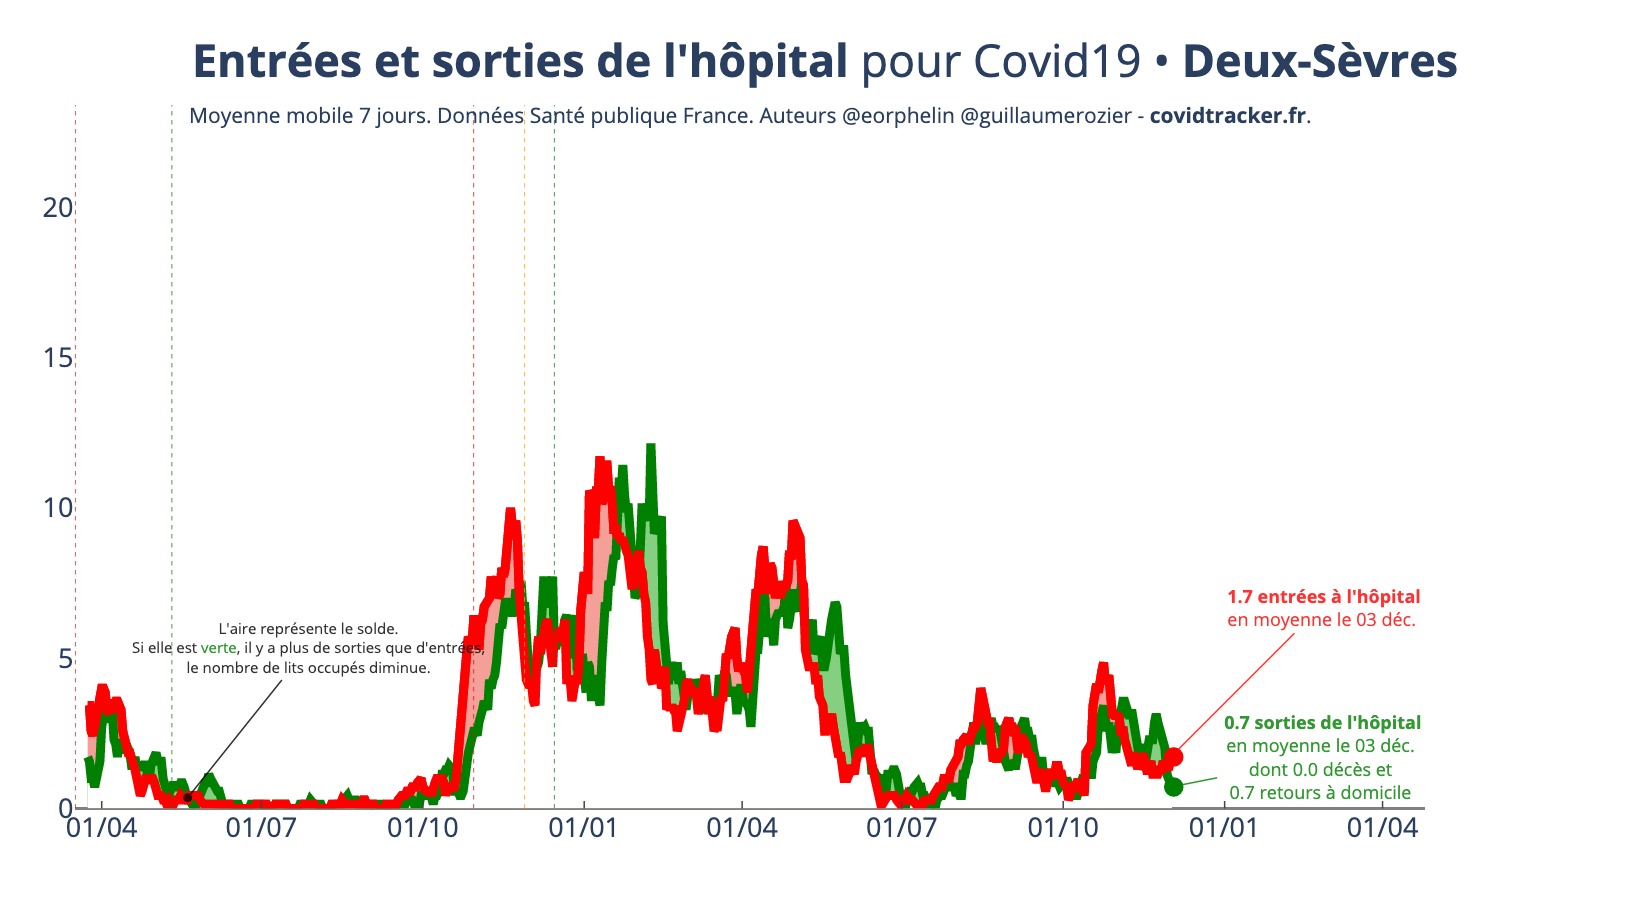 Entrées et sorties de l'hôpital pour Covid19 • Deux-Sèvres
Moyenne mobile 7 jours. Données Santé publique France. Auteurs @eorphelin @guillaumerozier - covidtracker.fr.
20
15
10
5
0
L'aire représente le solde.
Si elle est verte, il y a plus de sorties que d'entrées,
le nombre de lits occupés diminue.
1.7 entrées à l'hôpital
en moyenne le 03 déc.
0.7 sorties de l'hôpital
en moyenne le 03 déc.
dont 0.0 décès et
0.7 retours à domicile
01/04 01/07 01/10 01/01 01/04 01/07 01/10 01/01 01/04